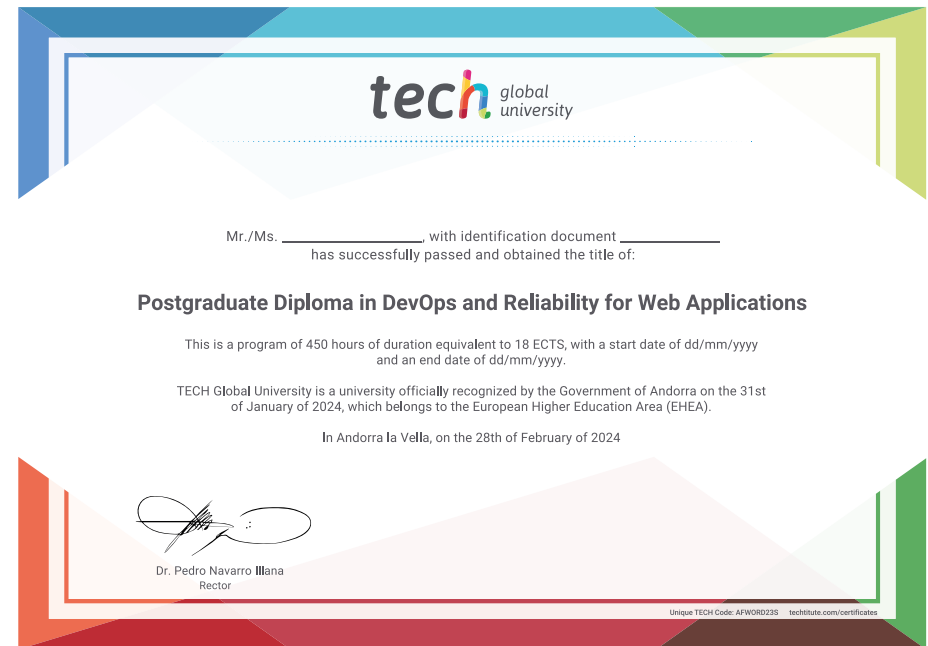 tech global university
Mr./Ms. ____________, with identification document ____________
has successfully passed and obtained the title of:
Postgraduate Diploma in DevOps and Reliability for Web Applications
This is a program of 450 hours of duration equivalent to 18 ECTS, with a start date of dd/mm/yyyy
and an end date of dd/mm/yyyy.
TECH Global University is a university officially recognized by the Government of Andorra on the 31st
of January of 2024, which belongs to the European Higher Education Area (EHEA).
In Andorra la Vella, on the 28th of February of 2024
Dr. Pedro Navarro Illana
Rector
Unique TECH Code: AFWORD23S techtitute.com/certificates